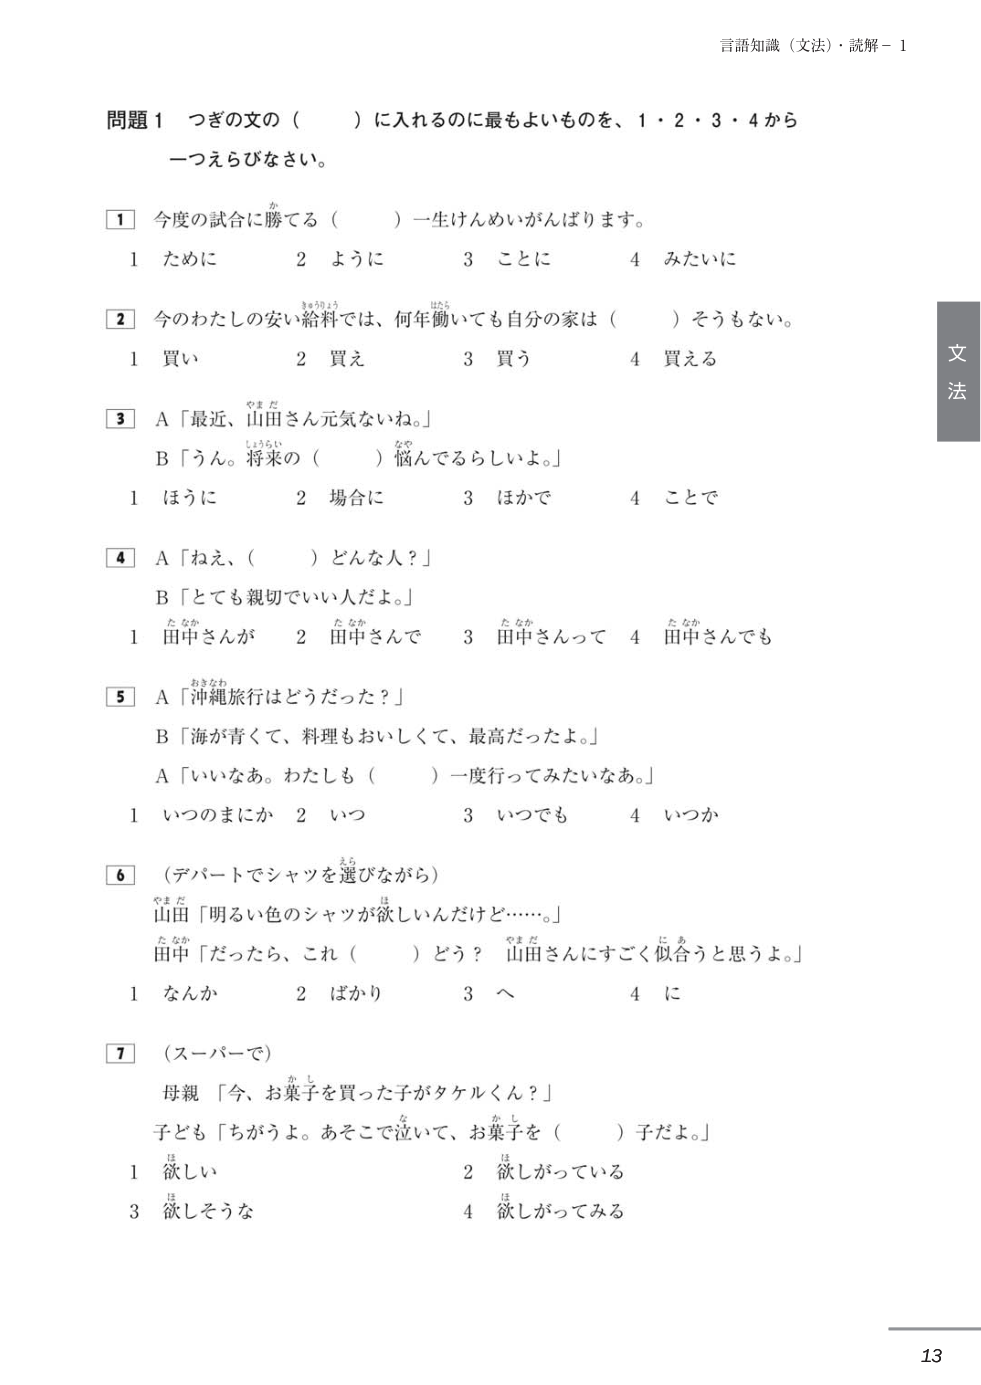 言語知識（文法）・読解－ 1
問題 1　つぎの文の（　　　）に入れるのに最もよいものを、1・2・3・4から
一つえらびなさい。
1　今度の試合に勝てる（　　　）一生けんめいがんばります。
1　ために　2　ように　3　ことに　4　みたいに
2　今のわたしの安い給料では、何年働いても自分の家は（　　　）そうもない。
1　買い　2　買え　3　買う　4　買える
文法
3　A「最近、山田さん元気ないね。」
B「うん。将来の（　　　）悩んでるらしいよ。」
1　ほうに　2　場合に　3　ほかで　4　ことで
4　A「ねえ、（　　　）どんな人？」
B「とても親切でいい人だよ。」
1　田中さんが　2　田中さんで　3　田中さんって　4　田中さんでも
5　A「沖縄旅行はどうだった？」
B「海が青くて、料理もおいしくて、最高だったよ。」
A「いいなあ。わたしも（　　　）一度行ってみたいなあ。」
1　いつのまにか　2　いつ　3　いつでも　4　いつか
6　（デパートでシャツを選びながら）
山田「明るい色のシャツが欲しいんだけど……。」
田中「だったら、これ（　　　）どう？　山田さんにすごく似合うと思うよ。」
1　なんか　2　ばかり　3　へ　4　に
7　（スーパーで）
母親　「今、お菓子を買った子がタケルくん？」
子ども「ちがうよ。あそこで泣いて、お菓子を（　　　）子だよ。」
1　欲しい　2　欲しがっている
3　欲しそうな　4　欲しがってみる
13